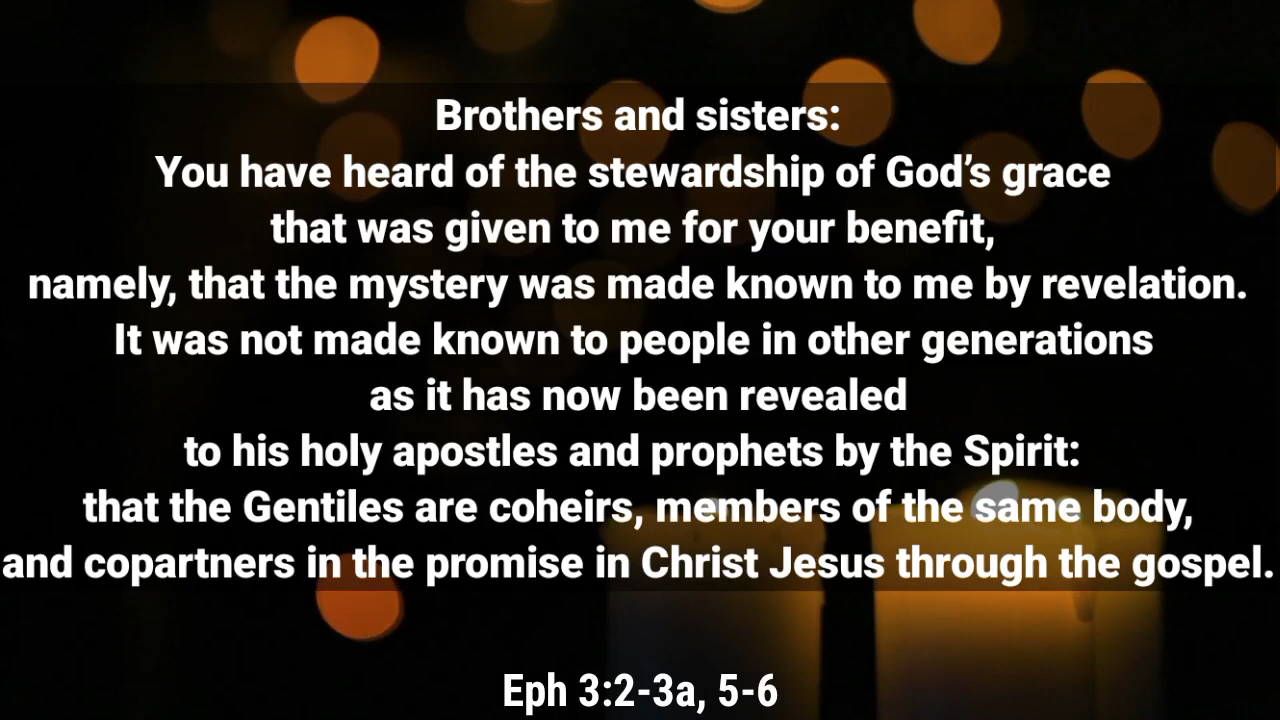 Brothers and sisters:
You have heard of the stewardship of God’s grace
that was given to me for your benefit,
namely, that the mystery was made known to me by revelation.
It was not made known to people in other generations
as it has now been revealed
to his holy apostles and prophets by the Spirit:
that the Gentiles are coheirs, members of the same body,
and copartners in the promise in Christ Jesus through the gospel.
Eph 3:2-3a, 5-6